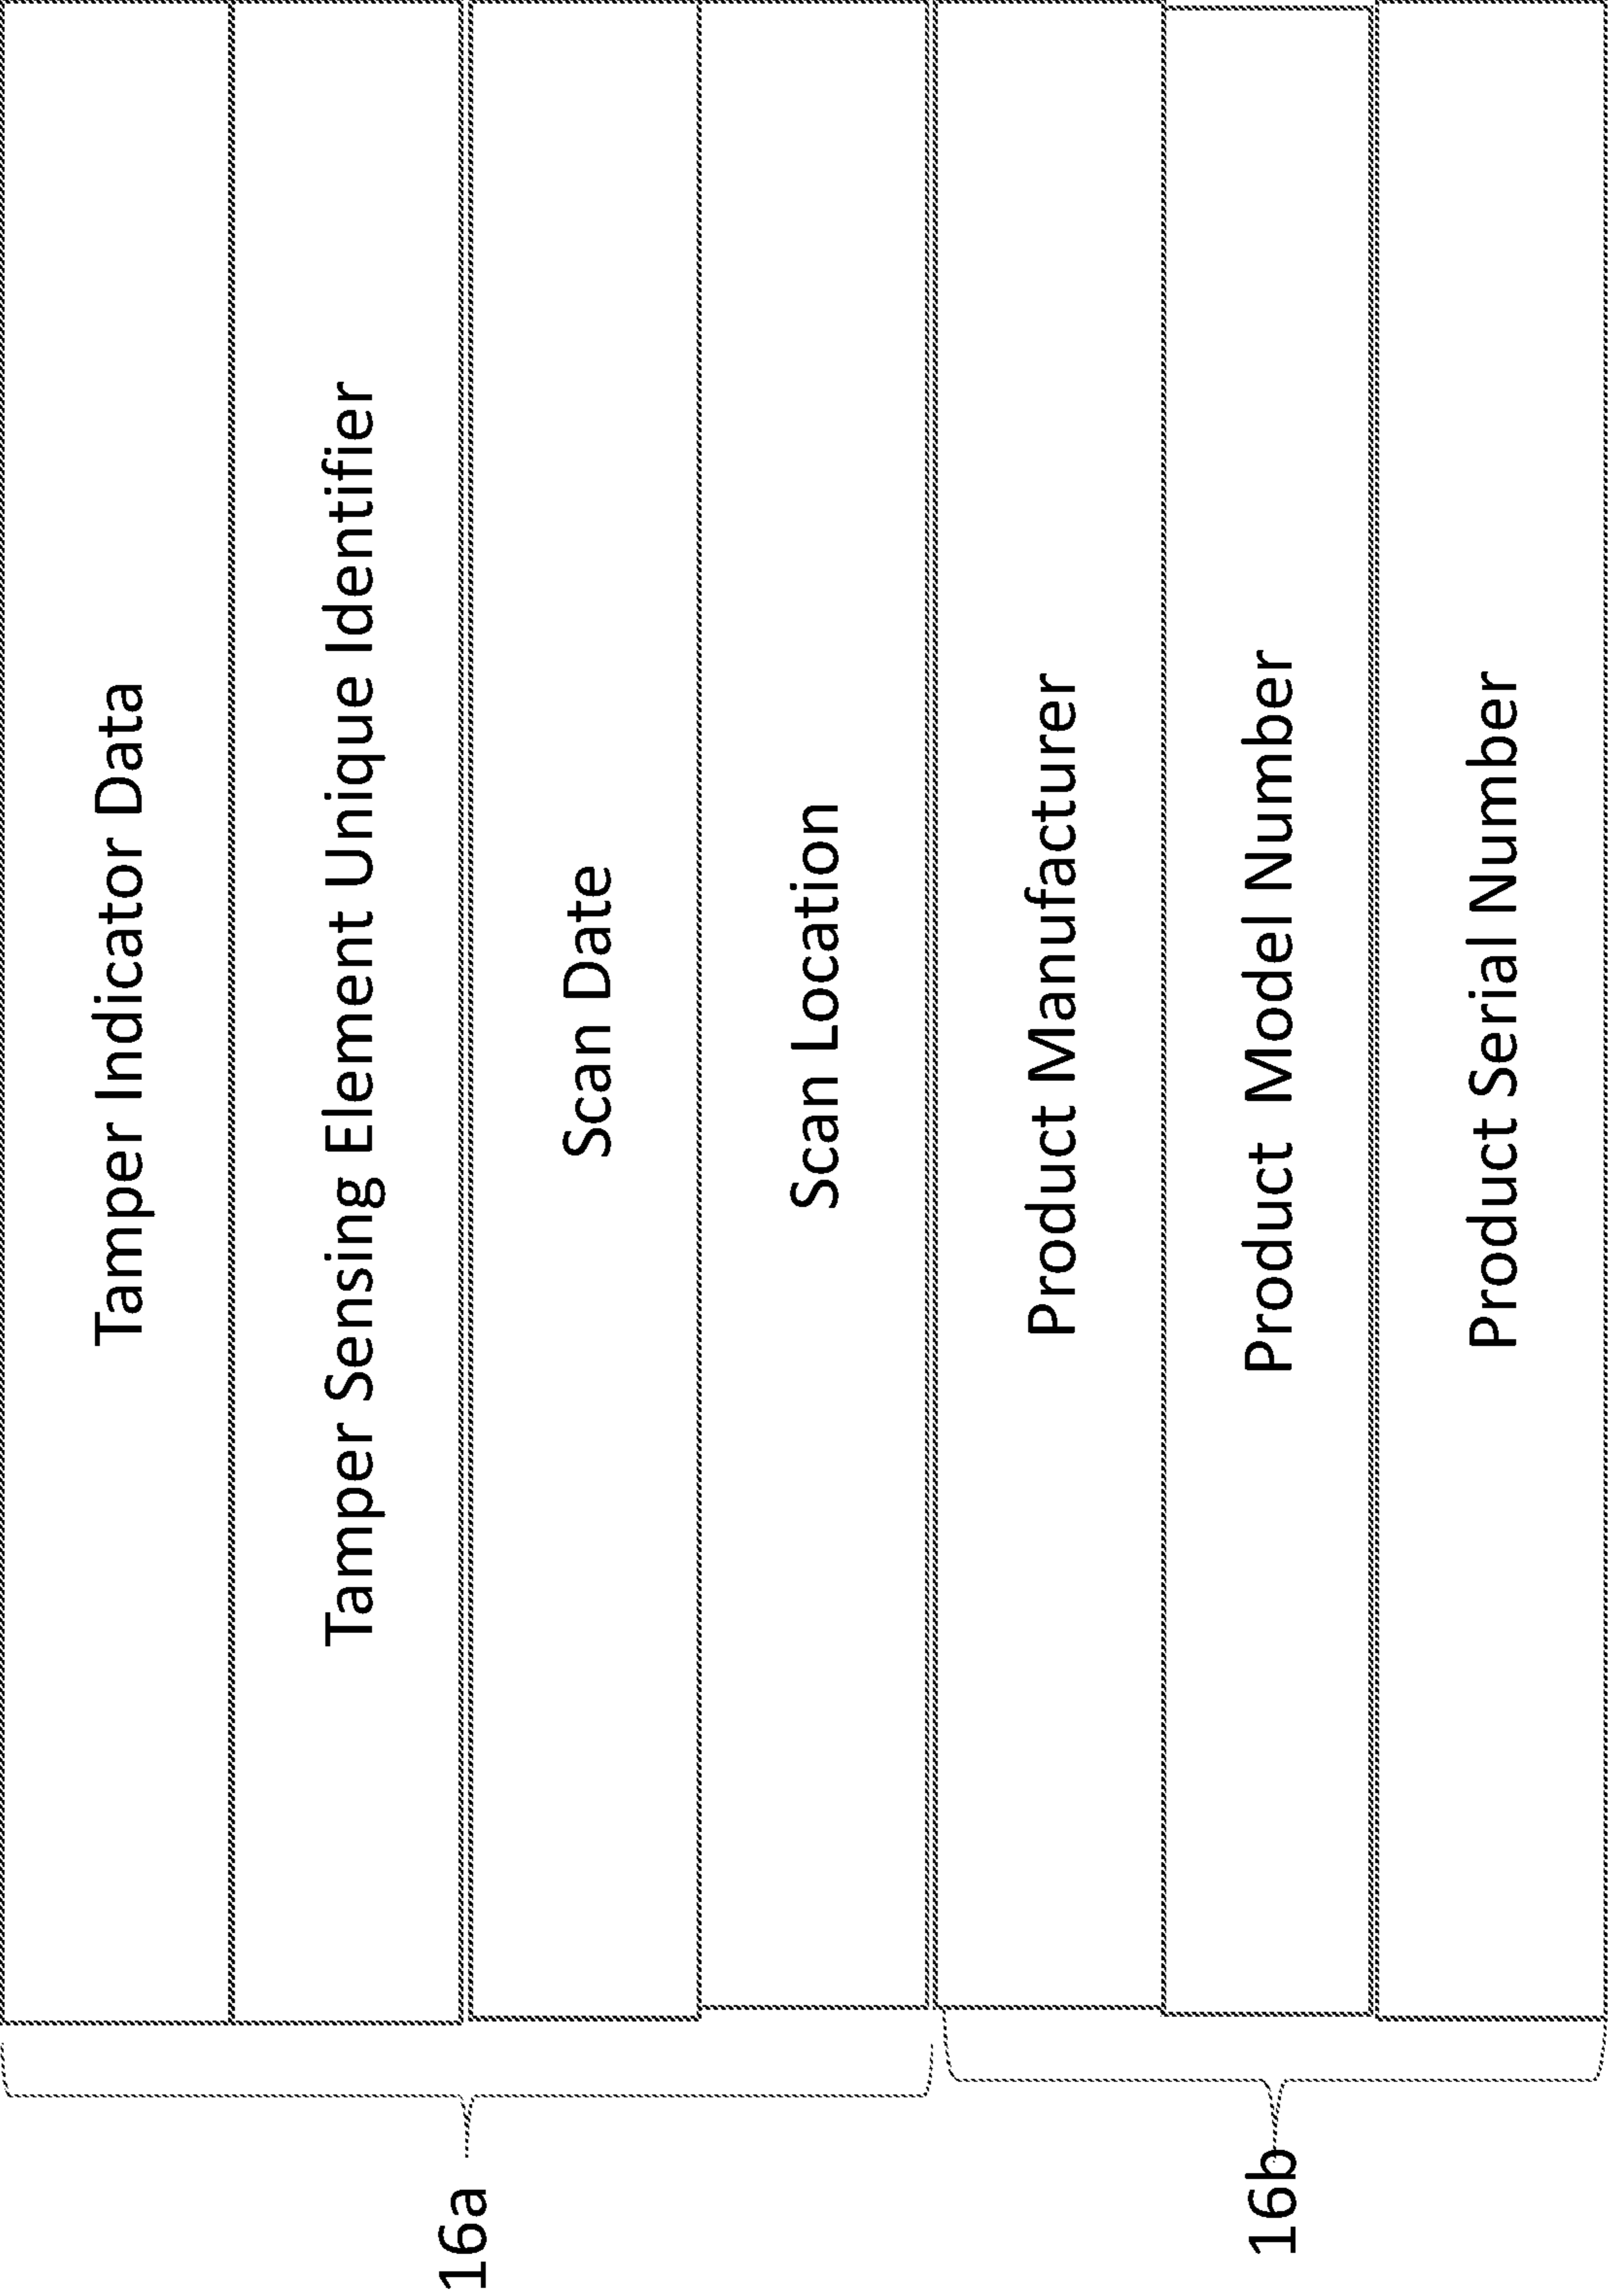 Tamper Indicator Data
Tamper Sensing Element Unique Identifier
Scan Date
Scan Location
16a
Product Manufacturer
Product Model Number
Product Serial Number
16b